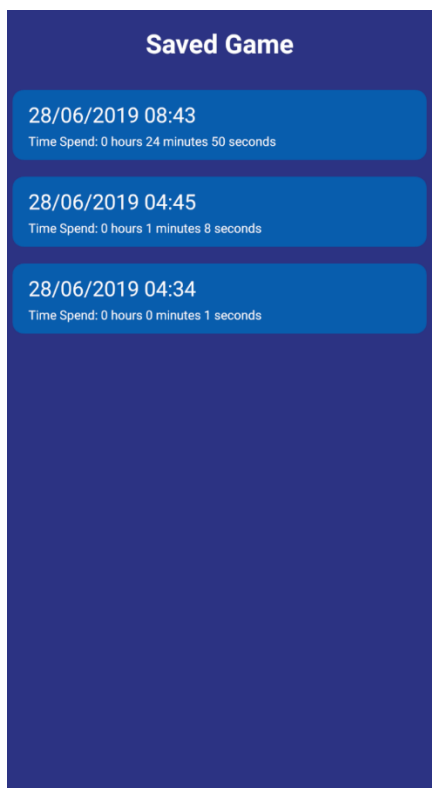 Saved Game
28/06/2019 08:43
Time Spend: 0 hours 24 minutes 50 seconds
28/06/2019 04:45
Time Spend: 0 hours 1 minutes 8 seconds
28/06/2019 04:34
Time Spend: 0 hours 0 minutes 1 seconds